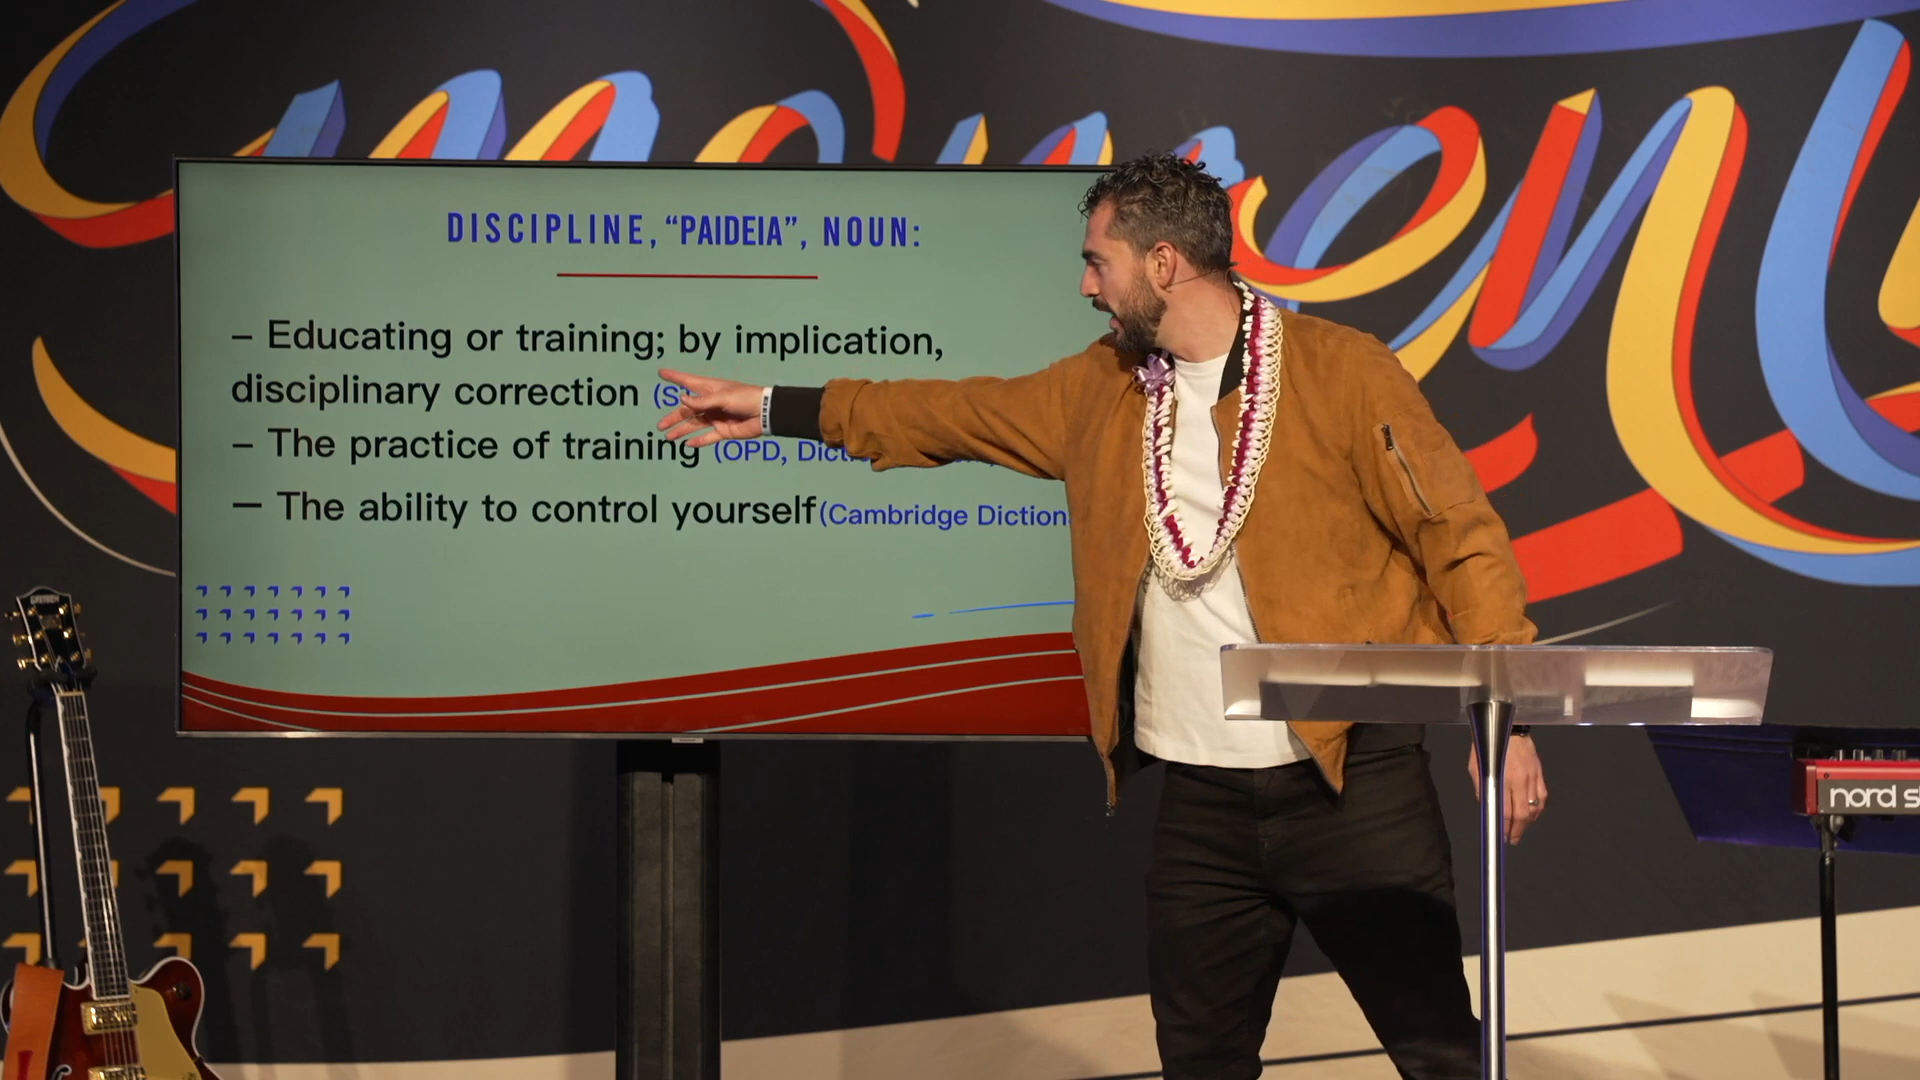 DISCIPLINE, “PAIDEIA”, NOUN:
– Educating or training; by implication,
disciplinary correction
– The practice of training (OPD,
– The ability to control yourself (Cambridge
GRETSCH
nord